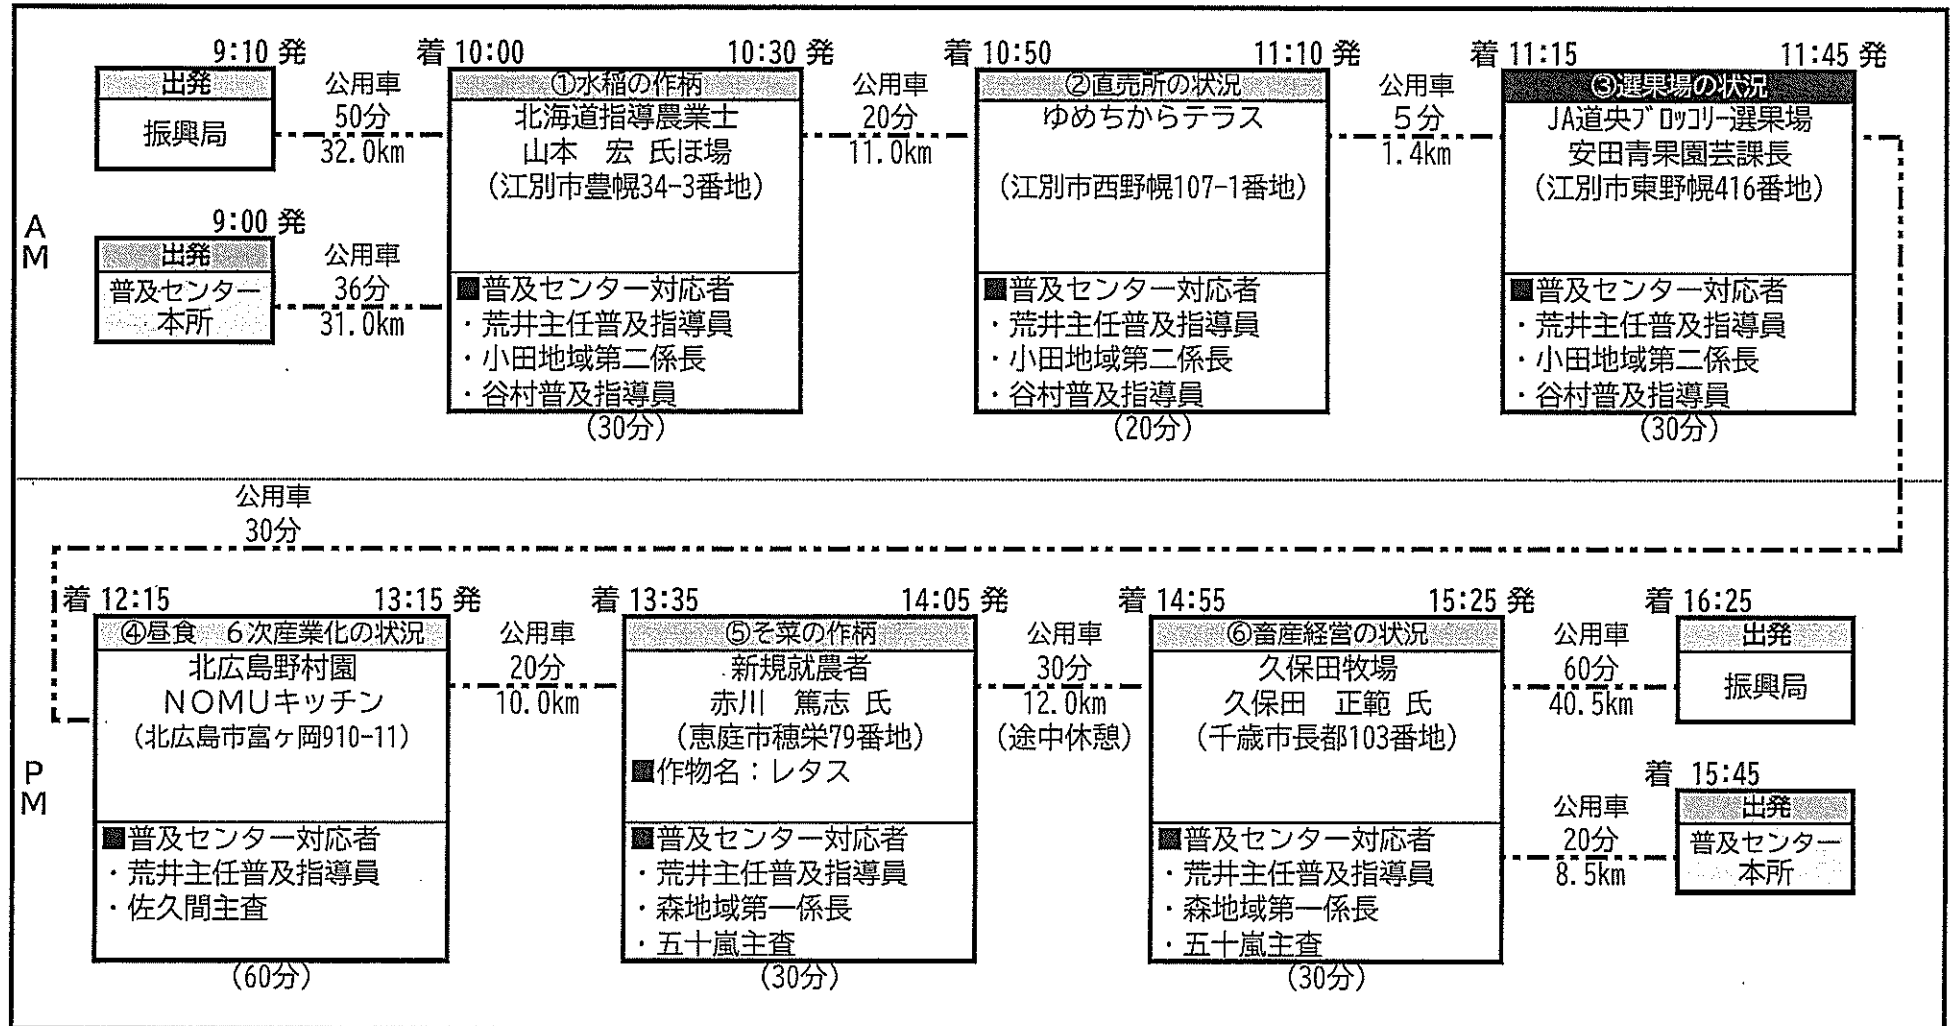 AM
9:10 発
出発
振興局
公用車
50分
32.0km
9:00 発
出発
普及センター
本所
公用車
36分
31.0km
着 10:00 10:30 発
①水稲の作柄
北海道指導農業士
山本 宏 氏ほ場
(江別市豊幌34-3番地)
■普及センター対応者
・荒井主任普及指導員
・小田地域第二係長
・谷村普及指導員
(30分)
公用車
20分
11.0km
着 10:50 11:10 発
②直売所の状況
ゆめちからテラス
(江別市西野幌107-1番地)
■普及センター対応者
・荒井主任普及指導員
・小田地域第二係長
・谷村普及指導員
(20分)
公用車
5分
1.4km
着 11:15 11:45 発
③選果場の状況
JA道央ブロッコリー選果場
安田青果園芸課長
(江別市東野幌416番地)
■普及センター対応者
・荒井主任普及指導員
・小田地域第二係長
・谷村普及指導員
(30分)
公用車
30分
PM
着 12:15 13:15 発
④昼食 6次産業化の状況
北広島野村園
NOMUキッチン
(北広島市富ヶ岡910-11)
■普及センター対応者
・荒井主任普及指導員
・佐久間主査
(60分)
公用車
20分
10.0km
着 13:35 14:05 発
⑤そ菜の作柄
新規就農者
赤川 篤志 氏
(恵庭市穂栄79番地)
■作物名：レタス
■普及センター対応者
・荒井主任普及指導員
・森地域第一係長
・五十嵐主査
(30分)
公用車
30分
12.0km
(途中休憩)
着 14:55 15:25 発
⑥畜産経営の状況
久保田牧場
久保田 正範 氏
(千歳市長都103番地)
■普及センター対応者
・荒井主任普及指導員
・森地域第一係長
・五十嵐主査
(30分)
公用車
60分
40.5km
着 16:25
出発
振興局
公用車
20分
8.5km
着 15:45
出発
普及センター
本所